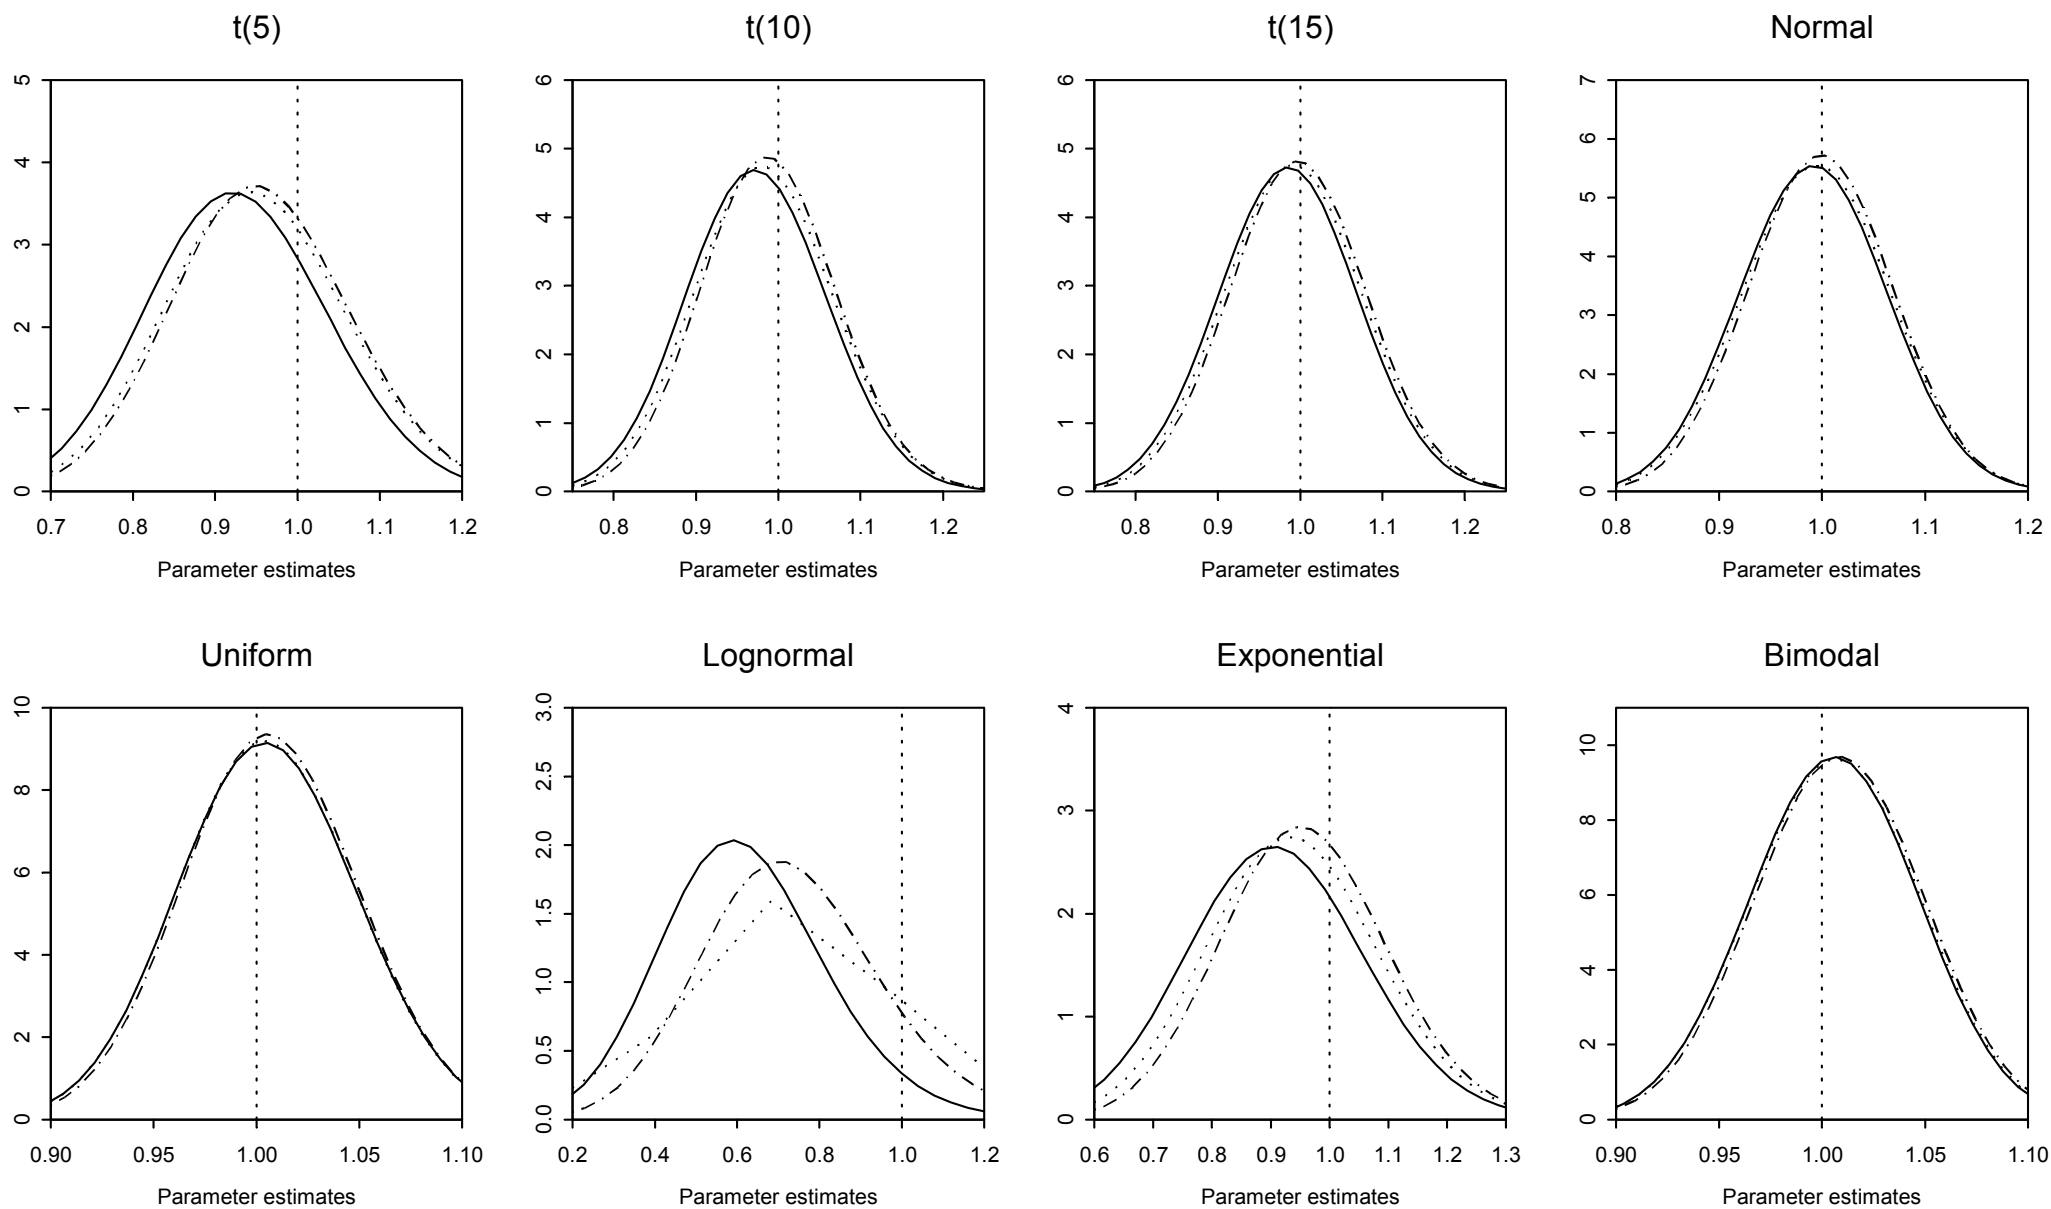 t(5) t(10) t(15) Normal
5 4 3 2 1 0
0.7 0.8 0.9 1.0 1.1 1.2
Parameter estimates
6 5 4 3 2 1 0
0.8 0.9 1.0 1.1 1.2
Parameter estimates
6 5 4 3 2 1 0
0.8 0.9 1.0 1.1 1.2
Parameter estimates
7 6 5 4 3 2 1 0
0.8 0.9 1.0 1.1 1.2
Parameter estimates
Uniform Lognormal Exponential Bimodal
10 8 6 4 2 0
0.90 0.95 1.00 1.05 1.10
Parameter estimates
3.0 2.5 2.0 1.5 1.0 0.5 0.0
0.2 0.4 0.6 0.8 1.0 1.2
Parameter estimates
4 3 2 1 0
0.6 0.7 0.8 0.9 1.0 1.1 1.2 1.3
Parameter estimates
10 8 6 4 2 0
0.90 0.95 1.00 1.05 1.10
Parameter estimates